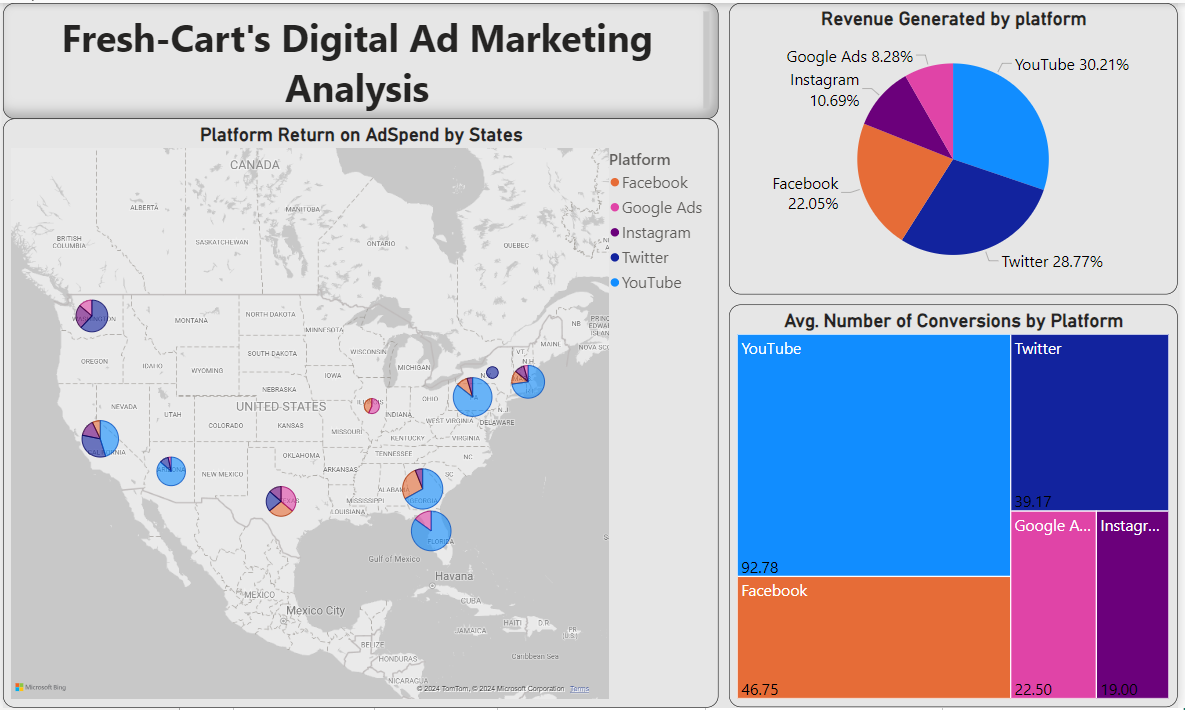 Fresh-Cart's Digital Ad Marketing
Analysis
Platform Return on AdSpend by States
Platform
Facebook
Google Ads
Instagram
Twitter
YouTube
CANADA
ALBERTA
MANITOBA
BRITISH
COLUMBIA
SASKATCHEWAN
ONTARIO
QUEBEC
WASHINGTON
MONTANA
NORTH DAKOTA
MINNESOTA
NB
OREGON
IDAHO
WYOMING
SOUTH DAKOTA
WISCONSIN
MICHIGAN
VT.
N.H.
NOVA SCO
IOWA
NEBRASKA
NEVADA
UTAH
UNITED STATES
COLORADO
KANSAS
MISSOURI
INDIANA
OHIO
PA
N.J.
WEST VIRGINIA
DELAWARE
KENTUCKY
VIRGINIA
CALIFORNIA
ARIZONA
NEW MEXICO
OKLAHOMA
ARKANSAS
TENNESSEE
NC
SC
TEXAS
MISSISSIPPI
ALABAMA
GEORGIA
LOUISIANA
FLORIDA
Gulf of Mexico
Havana
MEXICO
Mexico City
CUBA
HAITI
D.R.
PR
(U.S.)
JAMAICA
BELIZE
HONDURAS
Caribbean Sea
NICARAGUA
Microsoft Bing
© 2024 TomTom, © 2024 Microsoft Corporation Terms
Revenue Generated by platform
Google Ads 8.28%
YouTube 30.21%
Instagram
10.69%
Facebook
22.05%
Twitter 28.77%
Avg. Number of Conversions by Platform
YouTube
92.78
Twitter
39.17
Facebook
46.75
Google A...
22.50
Instagr...
19.00